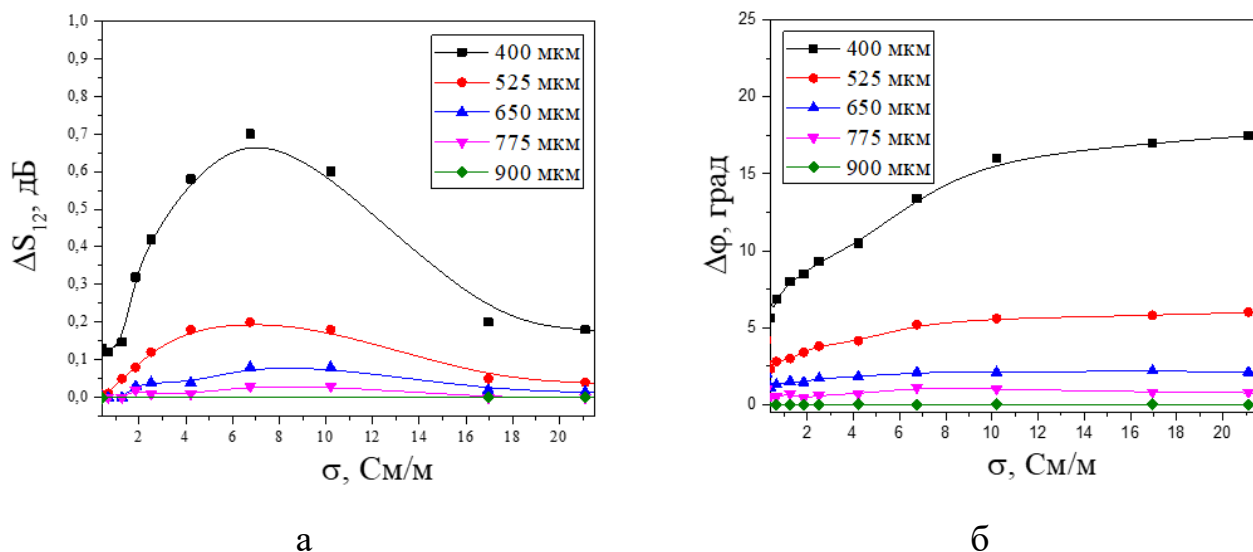 1,0
0,9
0,8
0,7
0,6
0,5
0,4
0,3
0,2
0,1
0,0
ΔS12, дБ
400 мкм
525 мкм
650 мкм
775 мкм
900 мкм
2 4 6 8 10 12 14 16 18 20
σ, См/м
а
25
20
15
10
5
0
Δφ, град
400 мкм
525 мкм
650 мкм
775 мкм
900 мкм
2 4 6 8 10 12 14 16 18 20
σ, См/м
б